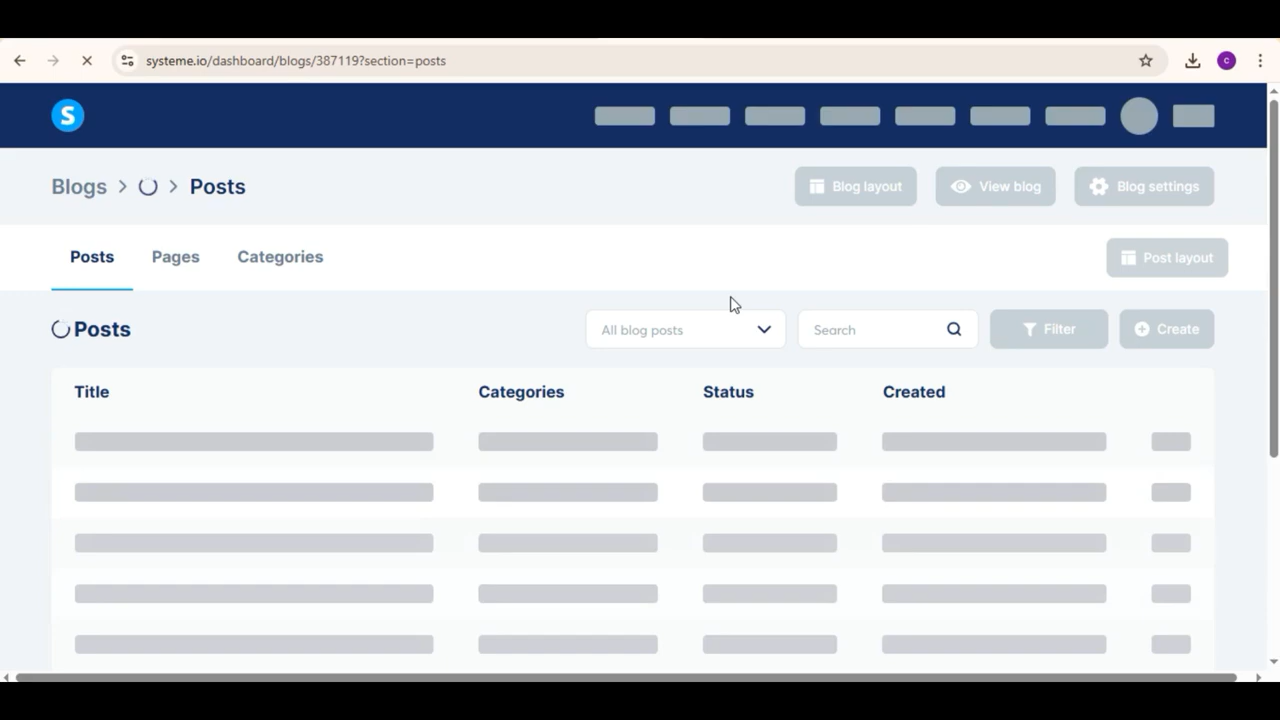 systeme.io/dashboard/blogs/387119?section=posts
C
S
Blogs > > Posts
Blog layout
View blog
Blog settings
Posts
Pages
Categories
Post layout
Posts
All blog posts
Search
Filter
Create
Title
Categories
Status
Created